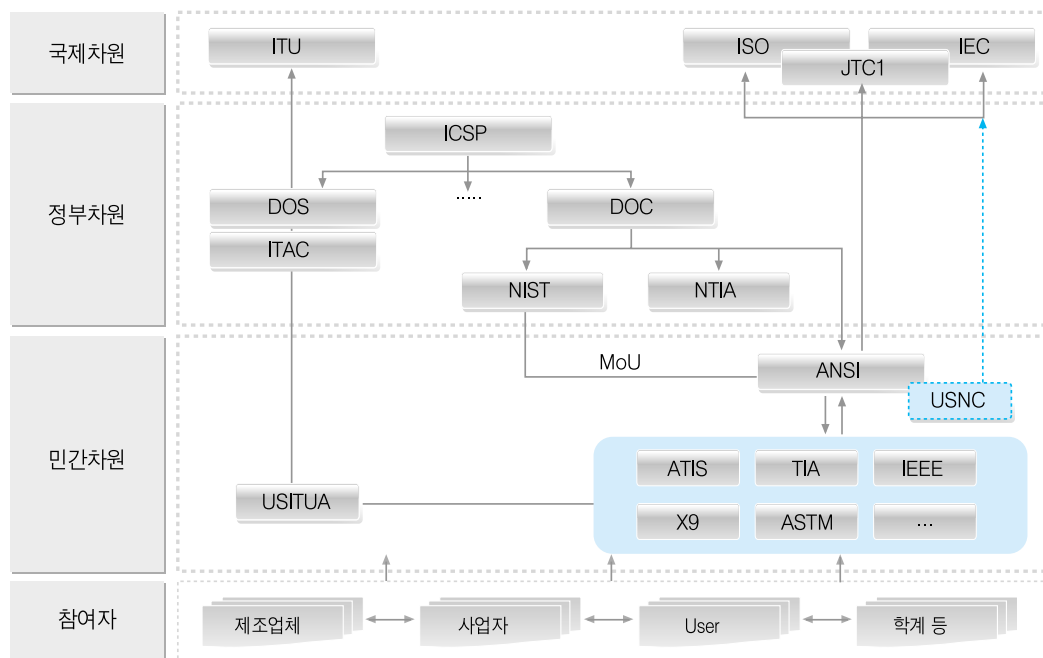 국제차원
ITU
ISO
IEC
JTC1
정부차원
ICSP
DOS
.....
DOC
ITAC
NIST
NTIA
민간차원
MoU
ANSI
USNC
ATIS
TIA
IEEE
USITUA
X9
ASTM
...
참여자
제조업체
사업자
User
학계 등